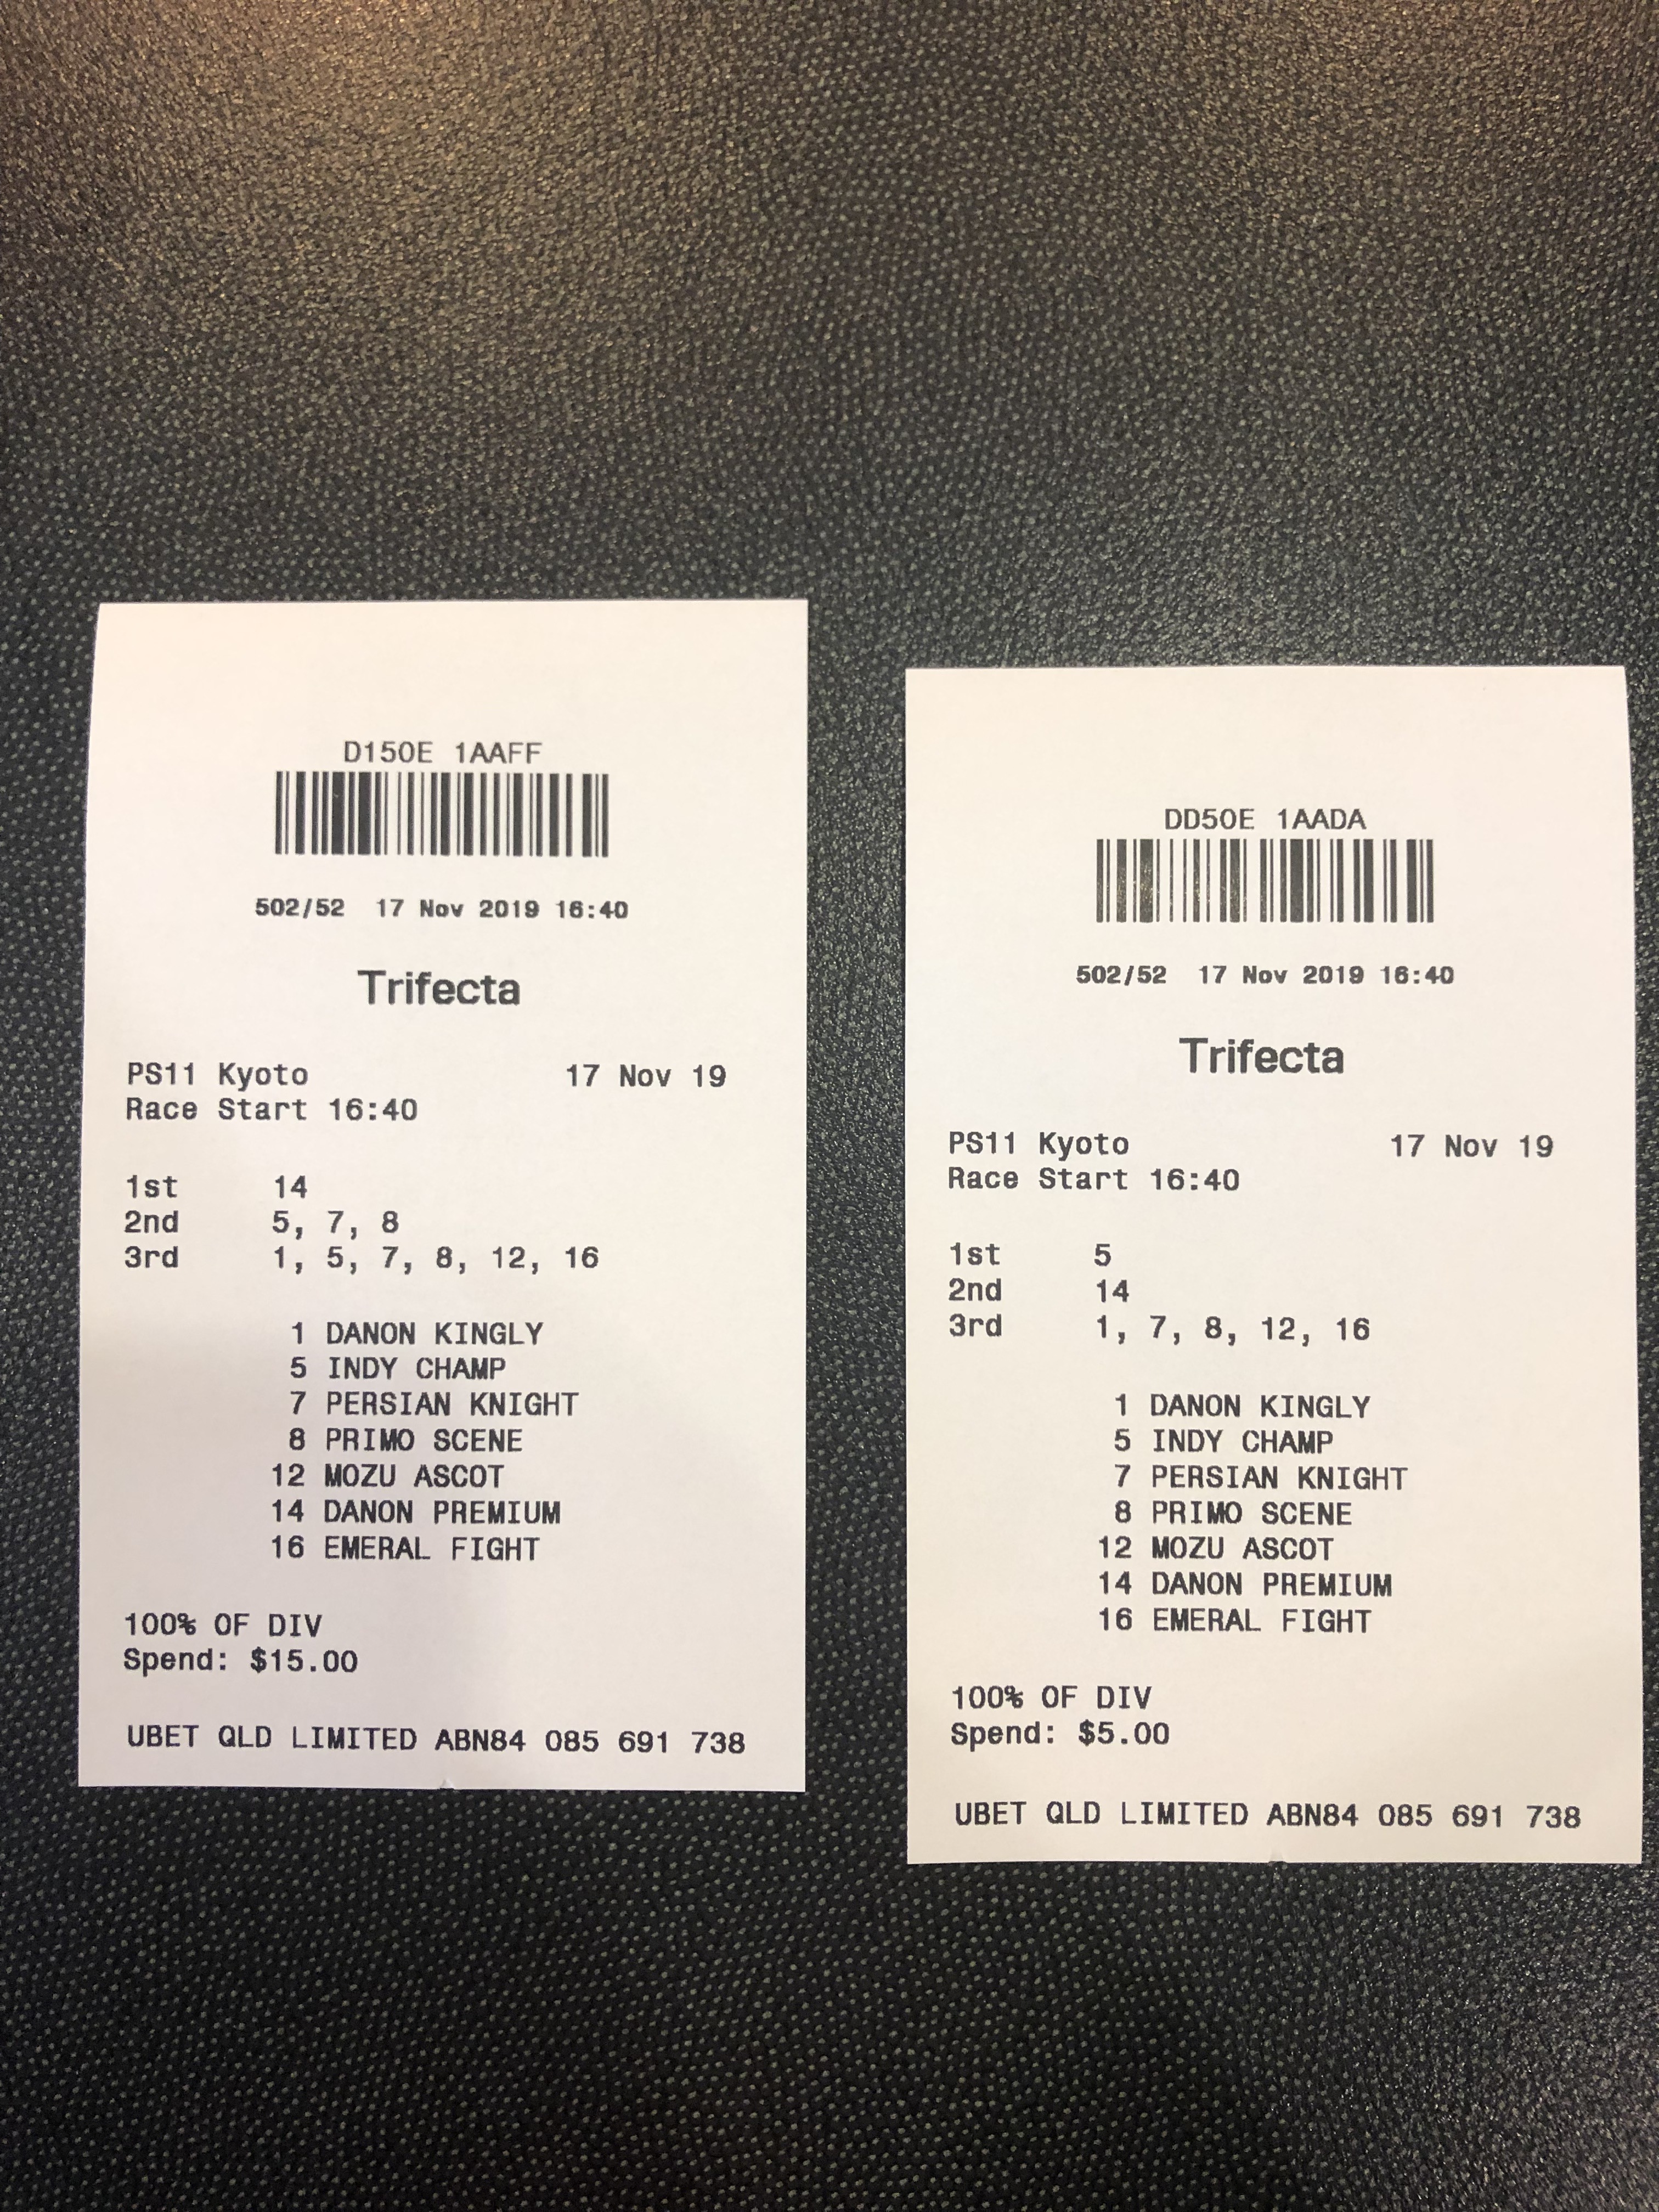 D150E 1AAFF
502/52 17 Nov 2019 16:40
Trifecta
PS11 Kyoto 17 Nov 19
Race Start 16:40
1st 14
2nd 5, 7, 8
3rd 1, 5, 7, 8, 12, 16
1 DANON KINGLY
5 INDY CHAMP
7 PERSIAN KNIGHT
8 PRIMO SCENE
12 MOZU ASCOT
14 DANON PREMIUM
16 EMERAL FIGHT
100% OF DIV
Spend: $15.00
UBET QLD LIMITED ABN84 085 691 738
DD50E 1AADA
502/52 17 Nov 2019 16:40
Trifecta
PS11 Kyoto 17 Nov 19
Race Start 16:40
1st 5
2nd 14
3rd 1, 7, 8, 12, 16
1 DANON KINGLY
5 INDY CHAMP
7 PERSIAN KNIGHT
8 PRIMO SCENE
12 MOZU ASCOT
14 DANON PREMIUM
16 EMERAL FIGHT
100% OF DIV
Spend: $5.00
UBET QLD LIMITED ABN84 085 691 738